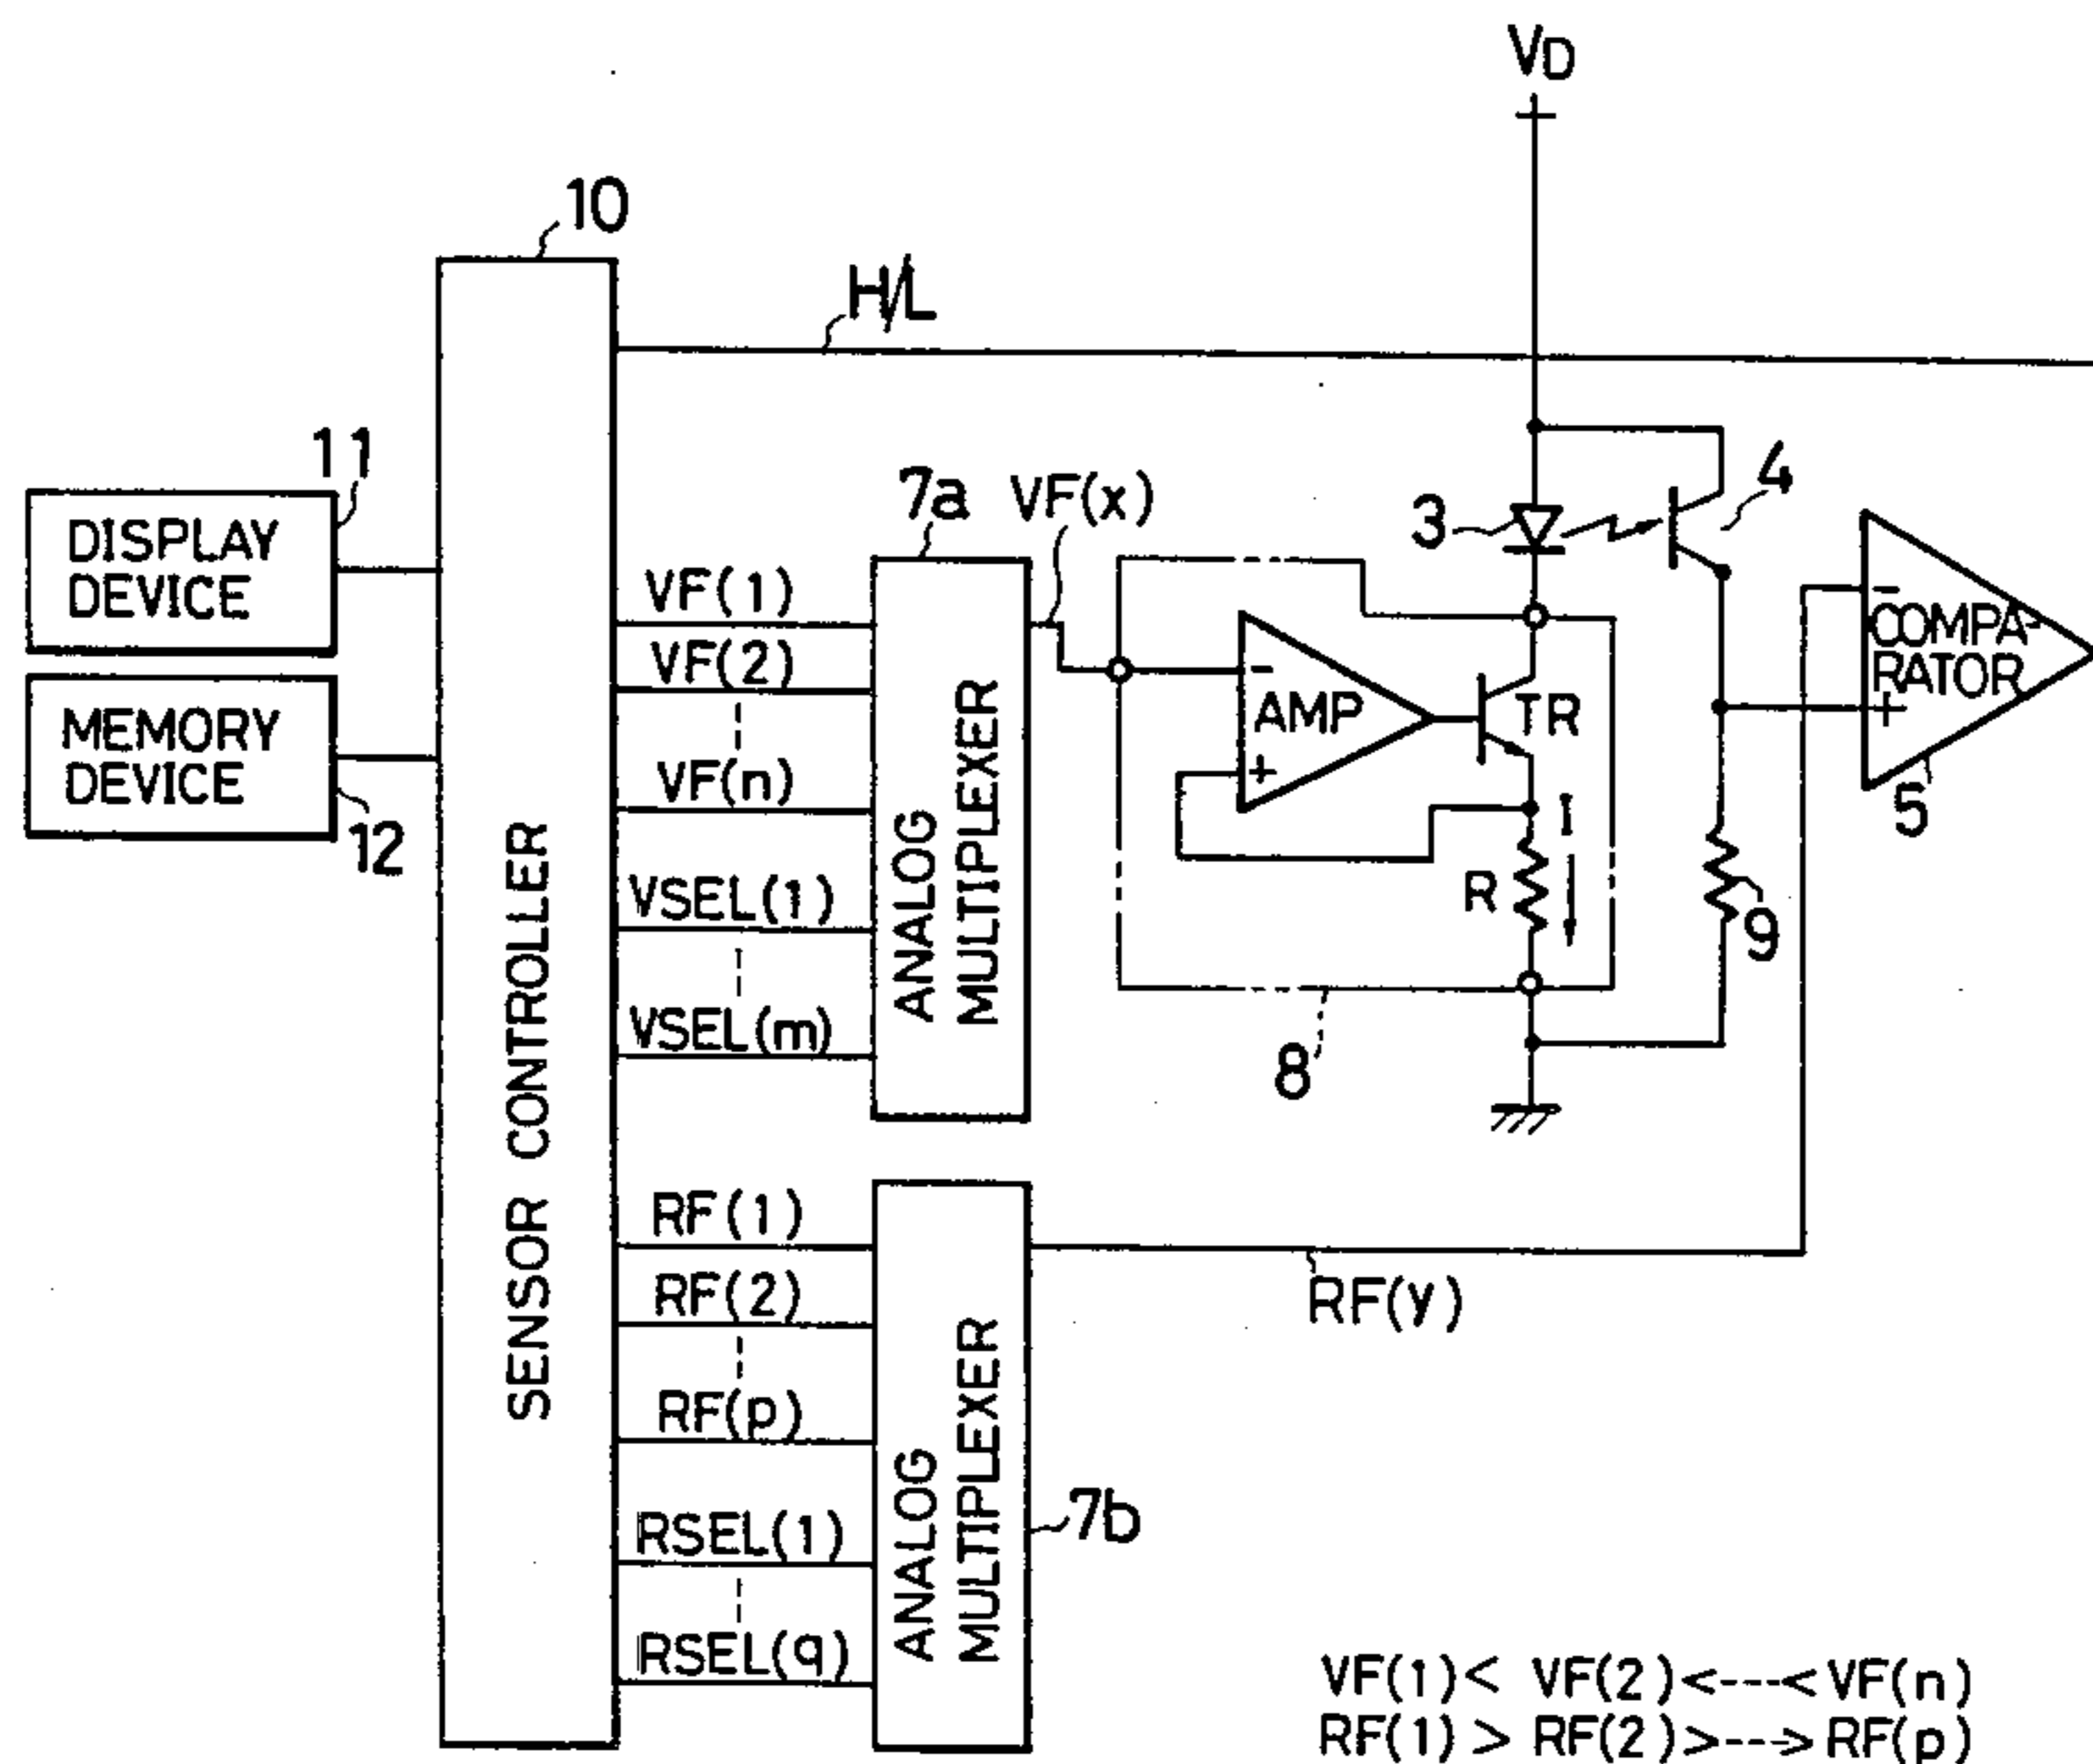 VD
10
H/L
11
DISPLAY
DEVICE
MEMORY
DEVICE
12
SENSOR CONTROLLER
7a
VF(x)
VF(1)
VF(2)
VF(n)
VSEL(1)
VSEL(m)
ANALOG
MULTIPLEXER
3
4
- 
AMP
+
TR
I
R
8
9
-
COMPA-
RATOR
+
5
RF(1)
RF(2)
RF(p)
RSEL(1)
RSEL(q)
ANALOG
MULTIPLEXER
7b
RF(y)
VF(1)< VF(2)<----<VF(n)
RF(1)> RF(2)>---->RF(p)